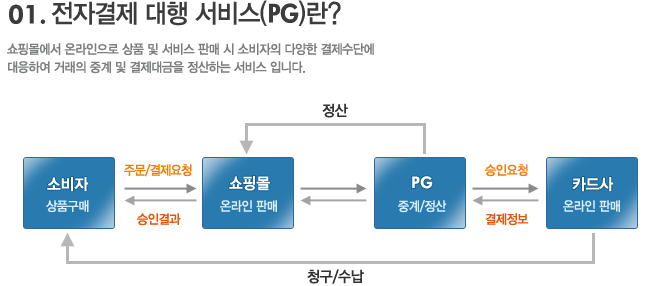 01. 전자결제 대행 서비스(PG)란?
쇼핑몰에서 온라인으로 상품 및 서비스 판매 시 소비자의 다양한 결제수단에
대응하여 거래의 중계 및 결제대금을 정산하는 서비스 입니다.
정산
소비자
상품구매
주문/결제요청
승인결과
쇼핑몰
온라인 판매
PG
중계/정산
승인요청
결제정보
카드사
온라인 판매
청구/수납